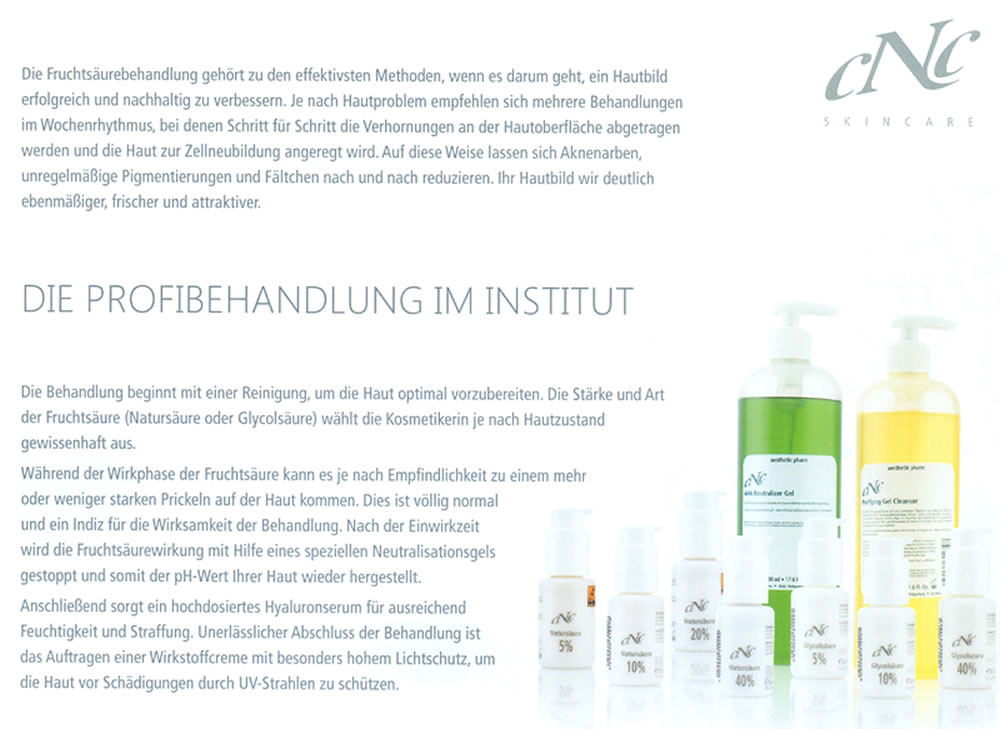 CNC
SKINCARE
Die Fruchtsäurebehandlung gehört zu den effektivsten Methoden, wenn es darum geht, ein Hautbild
erfolgreich und nachhaltig zu verbessern. Je nach Hautproblem empfehlen sich mehrere Behandlungen
im Wochenrhythmus, bei denen Schritt für Schritt die Verhornungen an der Hautoberfläche abgetragen
werden und die Haut zur Zellneubildung angeregt wird. Auf diese Weise lassen sich Aknenarben,
unregelmäßige Pigmentierungen und Fältchen nach und nach reduzieren. Ihr Hautbild wir deutlich
ebenmäßiger, frischer und attraktiver.
DIE PROFIBEHANDLUNG IM INSTITUT
Die Behandlung beginnt mit einer Reinigung, um die Haut optimal vorzubereiten. Die Stärke und Art
der Fruchtsäure (Natursäure oder Glycolsäure) wählt die Kosmetikerin je nach Hautzustand
gewissenhaft aus.
Während der Wirkphase der Fruchtsäure kann es je nach Empfindlichkeit zu einem mehr
oder weniger starken Prickeln auf der Haut kommen. Dies ist völlig normal
und ein Indiz für die Wirksamkeit der Behandlung. Nach der Einwirkzeit
wird die Fruchtsäurewirkung mit Hilfe eines speziellen Neutralisationsgels
gestoppt und somit der pH-Wert Ihrer Haut wieder hergestellt.
Anschließend sorgt ein hochdosiertes Hyaluronserum für ausreichend
Feuchtigkeit und Straffung. Unerlässlicher Abschluss der Behandlung ist
das Auftragen einer Wirkstoffcreme mit besonders hohem Lichtschutz, um
die Haut vor Schädigungen durch UV-Strahlen zu schützen.
aesthetic pharm
CNC
Neutralizer Gel
aesthetic pharm
CNC
Purifying Gel Cleanser
CNC
Natursäure
5%
CNC
Natursäure
10%
CNC
Natursäure
20%
CNC
Natursäure
40%
CNC
Glycolsäure
5%
CNC
Glycolsäure
10%
CNC
Glycolsäure
40%